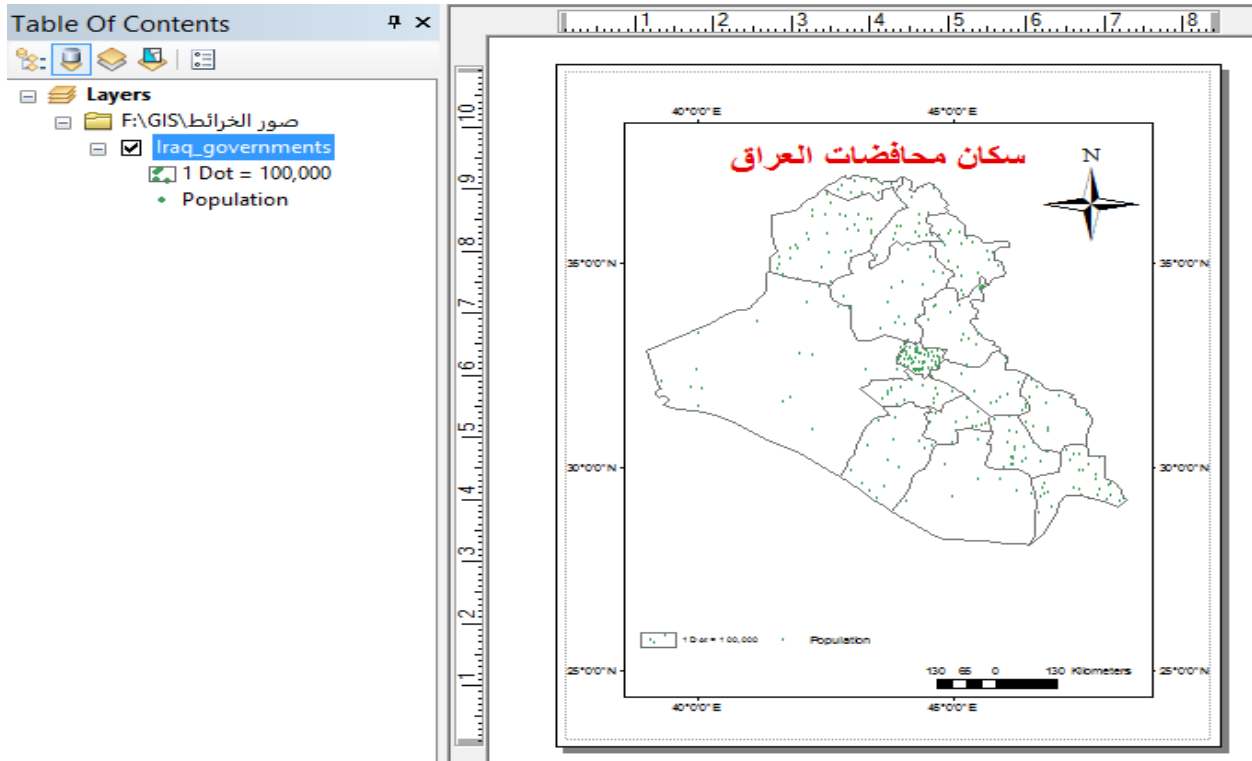 Table Of Contents
Layers
F:\GIS\صور الخرائط
Iraq_governments
1 Dot = 100,000
Population
1 2 3 4 5 6 7 8
10
9
8
7
6
5
4
3
2
1
40°0'0"E 45°0'0"E
سكان محافضات العراق
N
35°0'0"N 35°0'0"N
30°0'0"N 30°0'0"N
1 Dot = 100,000 Population
130 65 0 130 Kilometers
25°0'0"N 25°0'0"N
40°0'0"E 45°0'0"E